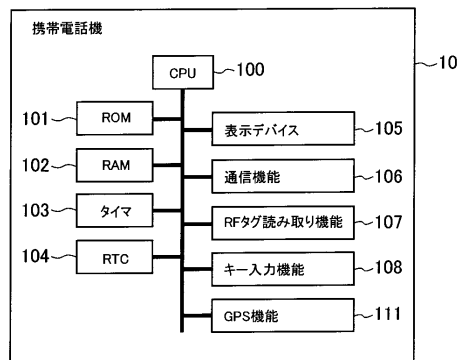 携帯電話機
10
CPU 100
101 ROM
表示デバイス 105
102 RAM
通信機能 106
103 タイマ
RFタグ読み取り機能 107
104 RTC
キー入力機能 108
GPS機能 111